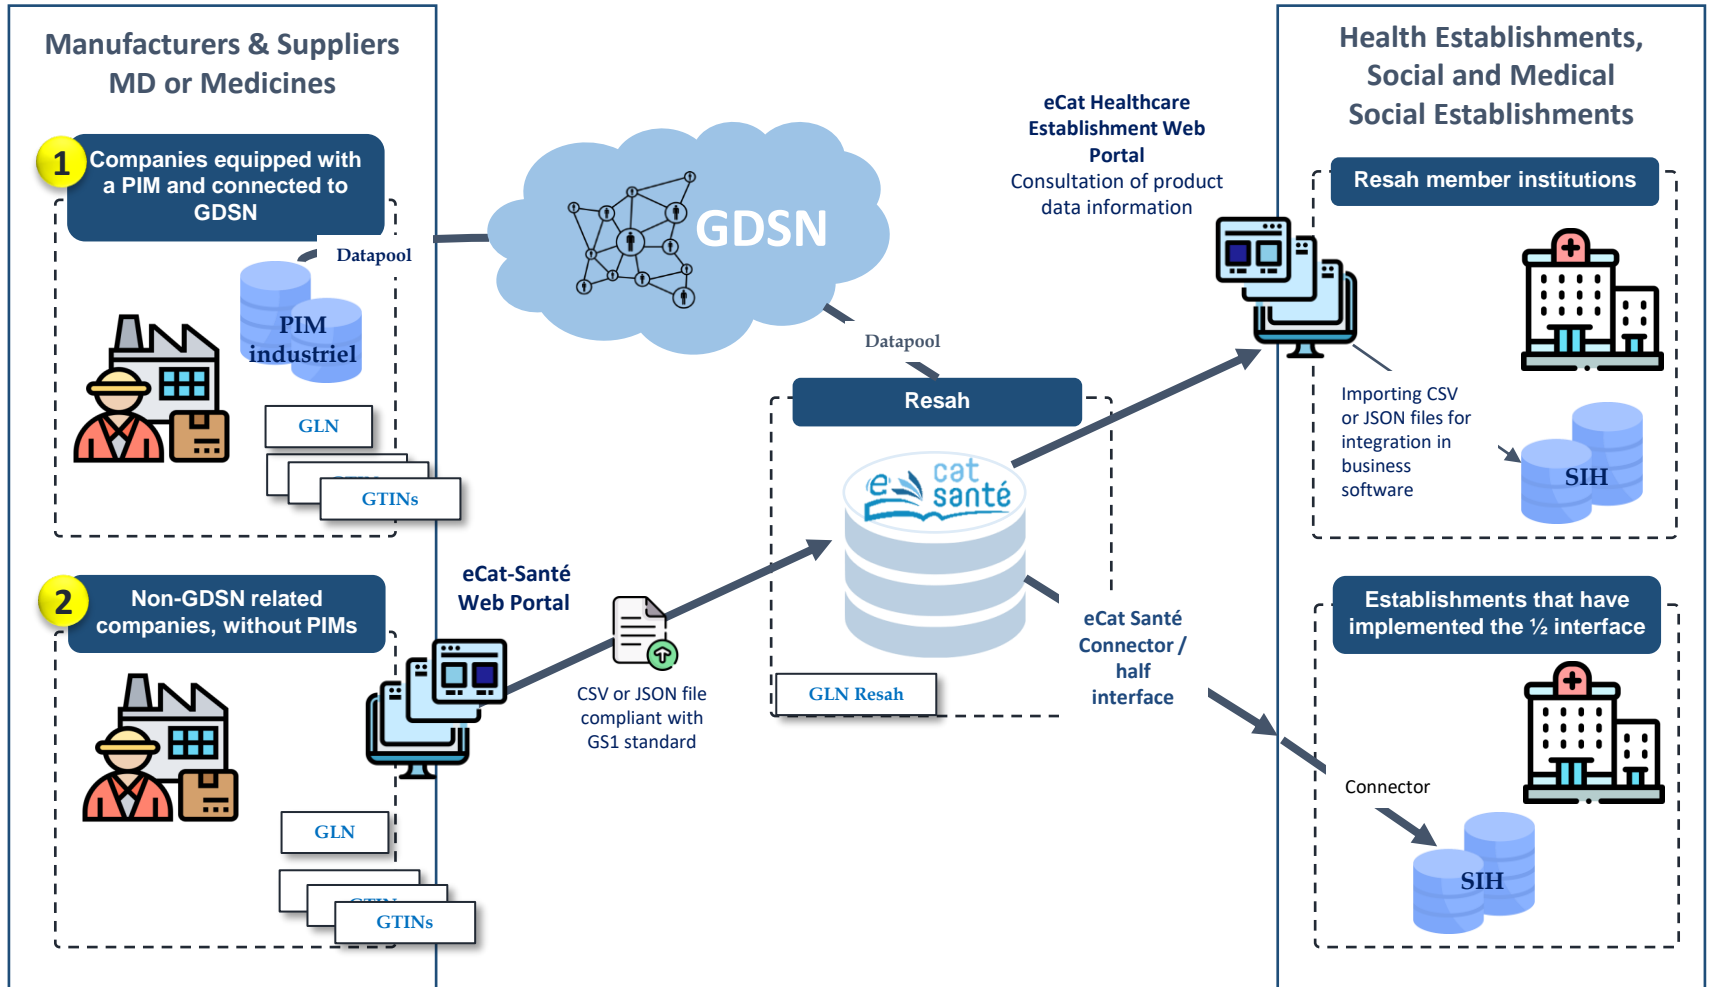 Manufacturers & Suppliers
MD or Medicines
1
Companies equipped with
a PIM and connected to
GDSN
Datapool
PIM
industriel
GLN
GTINs
2
Non-GDSN related
companies, without PIMs
GLN
GTINs
eCat-Santé
Web Portal
CSV or JSON file
compliant with
GS1 standard
GDSN
Datapool
Resah
e cat
santé
GLN Resah
eCat Healthcare
Establishment Web
Portal
Consultation of product
data information
eCat Santé
Connector /
half
interface
Health Establishments,
Social and Medical
Social Establishments
Resah member institutions
Importing CSV
or JSON files for
integration in
business
software
SIH
Establishments that have
implemented the ½ interface
Connector
SIH